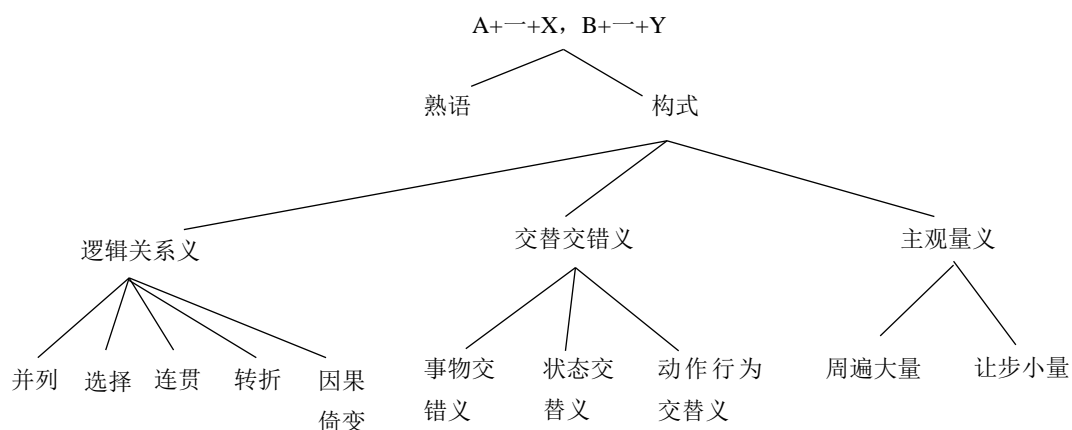 A+一+X，B+一+Y
熟语
构式
逻辑关系义
交替交错义
主观量义
并列
选择
连贯
转折
因果
倚变
事物交
错义
状态交
替义
动作行为
交替义
周遍大量
让步小量